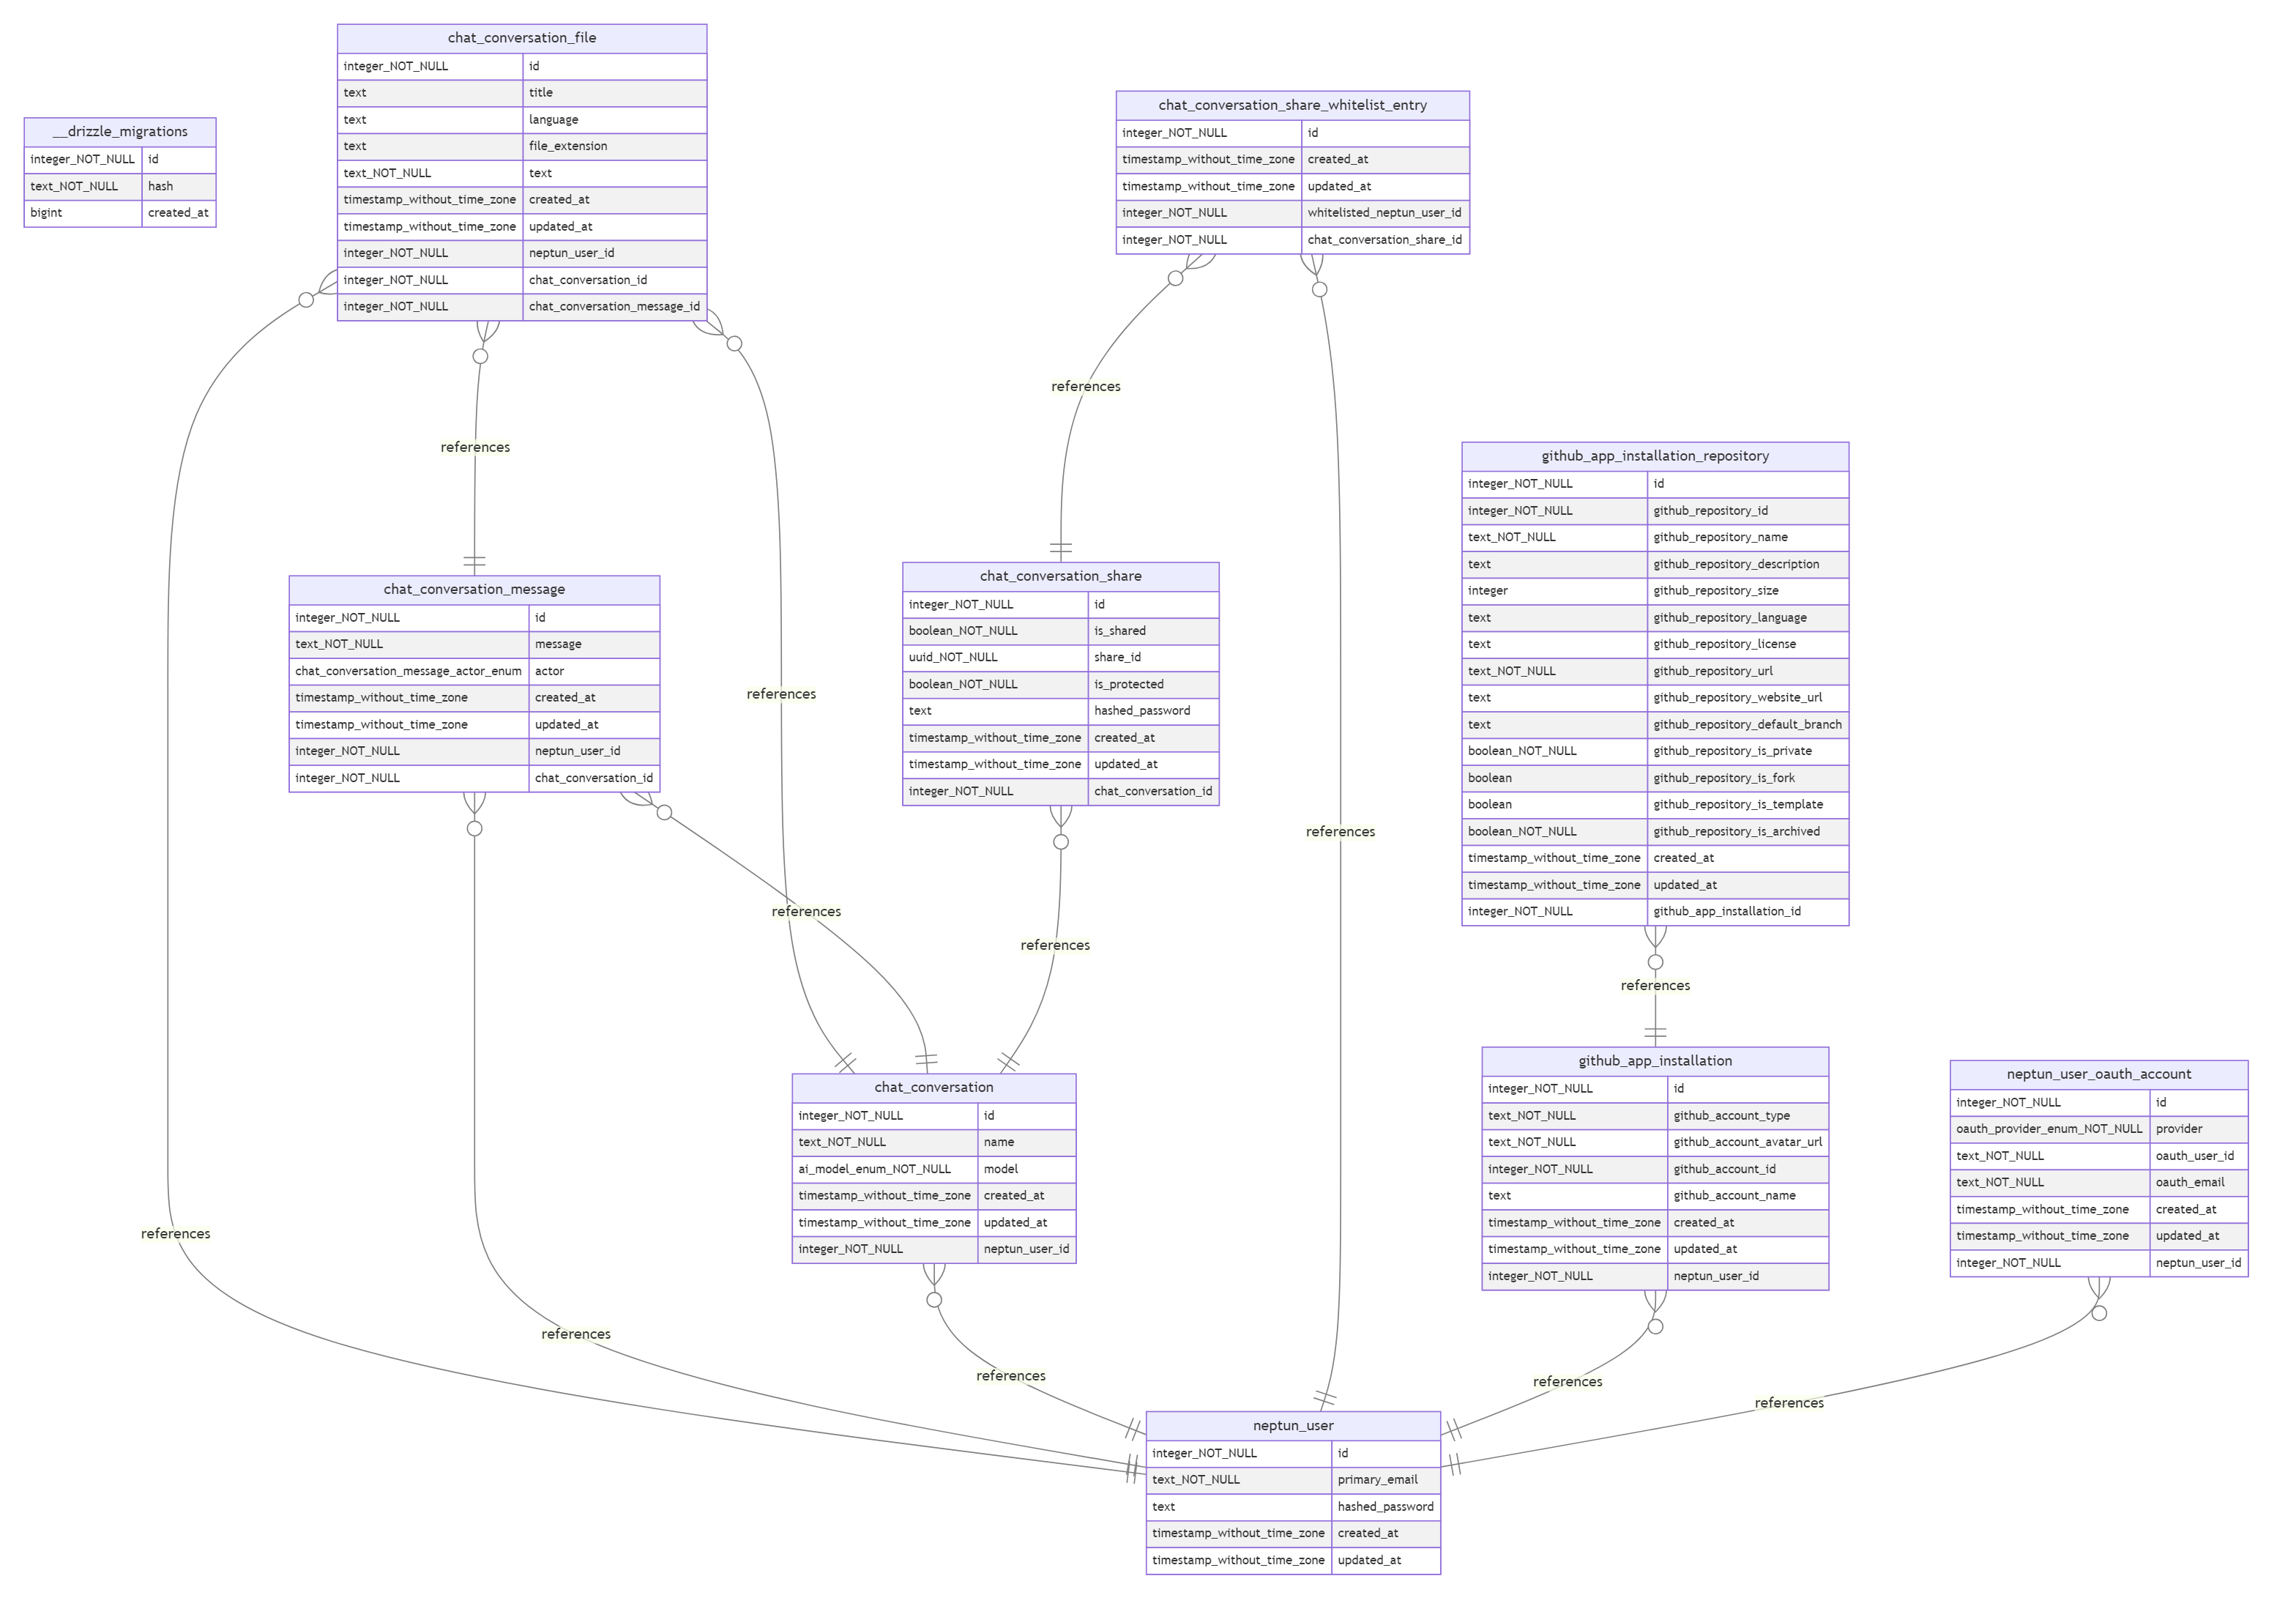 chat_conversation_file
integer_NOT_NULL id
text title
text language
text file_extension
text_NOT_NULL text
timestamp_without_time_zone created_at
timestamp_without_time_zone updated_at
integer_NOT_NULL neptun_user_id
integer_NOT_NULL chat_conversation_id
integer_NOT_NULL chat_conversation_message_id
__drizzle_migrations
integer_NOT_NULL id
text_NOT_NULL hash
bigint created_at
chat_conversation_share_whitelist_entry
integer_NOT_NULL id
timestamp_without_time_zone created_at
timestamp_without_time_zone updated_at
integer_NOT_NULL whitelisted_neptun_user_id
integer_NOT_NULL chat_conversation_share_id
references
references
github_app_installation_repository
integer_NOT_NULL id
integer_NOT_NULL github_repository_id
text_NOT_NULL github_repository_name
text github_repository_description
integer github_repository_size
text github_repository_language
text github_repository_license
text_NOT_NULL github_repository_url
text github_repository_website_url
text github_repository_default_branch
boolean_NOT_NULL github_repository_is_private
boolean github_repository_is_fork
boolean github_repository_is_template
boolean_NOT_NULL github_repository_is_archived
timestamp_without_time_zone created_at
timestamp_without_time_zone updated_at
integer_NOT_NULL github_app_installation_id
chat_conversation_message
integer_NOT_NULL id
text_NOT_NULL message
chat_conversation_message_actor_enum actor
timestamp_without_time_zone created_at
timestamp_without_time_zone updated_at
integer_NOT_NULL neptun_user_id
integer_NOT_NULL chat_conversation_id
references
chat_conversation_share
integer_NOT_NULL id
boolean_NOT_NULL is_shared
uuid_NOT_NULL share_id
boolean_NOT_NULL is_protected
text hashed_password
timestamp_without_time_zone created_at
timestamp_without_time_zone updated_at
integer_NOT_NULL chat_conversation_id
references
references
references
references
chat_conversation
integer_NOT_NULL id
text_NOT_NULL name
ai_model_enum_NOT_NULL model
timestamp_without_time_zone created_at
timestamp_without_time_zone updated_at
integer_NOT_NULL neptun_user_id
github_app_installation
integer_NOT_NULL id
text_NOT_NULL github_account_type
text_NOT_NULL github_account_avatar_url
integer_NOT_NULL github_account_id
text github_account_name
timestamp_without_time_zone created_at
timestamp_without_time_zone updated_at
integer_NOT_NULL neptun_user_id
neptun_user_oauth_account
integer_NOT_NULL id
oauth_provider_enum_NOT_NULL provider
text_NOT_NULL oauth_user_id
text_NOT_NULL oauth_email
timestamp_without_time_zone created_at
timestamp_without_time_zone updated_at
integer_NOT_NULL neptun_user_id
references
references
references
references
references
neptun_user
integer_NOT_NULL id
text_NOT_NULL primary_email
text hashed_password
timestamp_without_time_zone created_at
timestamp_without_time_zone updated_at